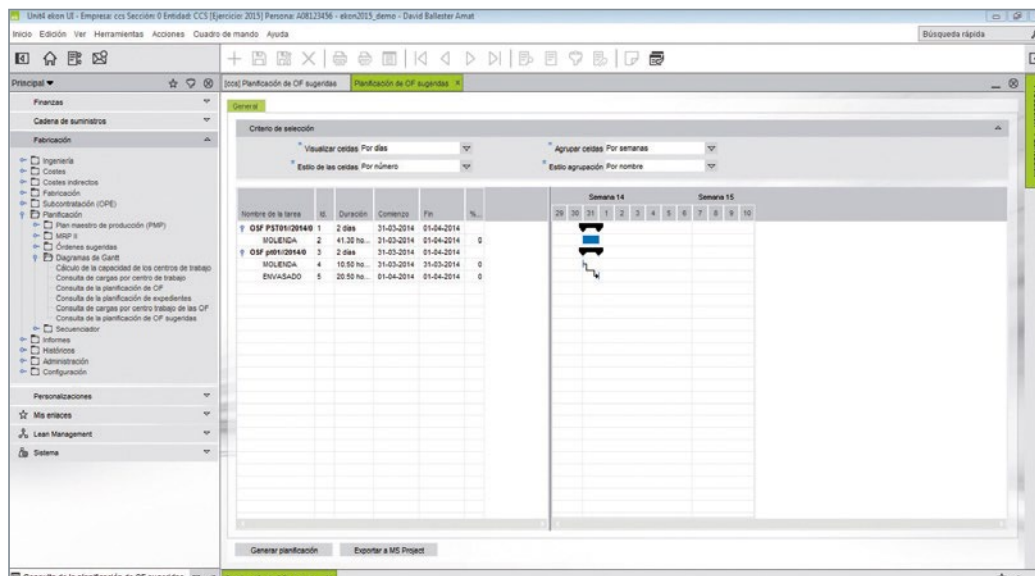 Unit4 ekon UI - Empresa: ccs Sección: 0 Entidad: CCS [Ejercicio: 2015] Persona: A08123456 - ekon2015_demo - David Ballester Amat
Inicio Edición Ver Herramientas Acciones Cuadro de mando Ayuda
Búsqueda rápida
Principal
[ccs] Planificación de OF sugeridas
Planificación de OF sugeridas
Finanzas
Cadena de suministros
Fabricación
Ingeniería
Costes
Costes indirectos
Fabricación
Subcontratación (OPE)
Planificación
Plan maestro de producción (PMP)
MRP II
Órdenes sugeridas
Diagramas de Gantt
Cálculo de la capacidad de los centros de trabajo
Consulta de cargas por centro de trabajo
Consulta de la planificación de OF
Consulta de la planificación de expedientes
Consulta de cargas por centro trabajo de las OF
Consulta de la planificación de OF sugeridas
Secuenciador
Informes
Históricos
Administración
Configuración
Personalizaciones
Mis enlaces
Lean Management
Sistema
General
Criterio de selección
* Visualizar celdas Por días
* Agrupar celdas Por semanas
* Estilo de las celdas Por número
* Estilo agrupación Por nombre
Nombre de la tarea Id. Duración Comienzo Fin %...
OSF PST01//2014/0 1 2 días 31-03-2014 01-04-2014
MOLIENDA 2 41.30 ho... 31-03-2014 01-04-2014 0
OSF pt01//2014/0 3 2 días 31-03-2014 01-04-2014
MOLIENDA 4 10.50 ho... 31-03-2014 31-03-2014 0
ENVASADO 5 20.50 ho... 01-04-2014 01-04-2014 0
Semana 14 Semana 15
29 30 31 1 2 3 4 5 6 7 8 9 10
Generar planificación
Exportar a MS Project
Consulta de la planificación de OF sugeridas